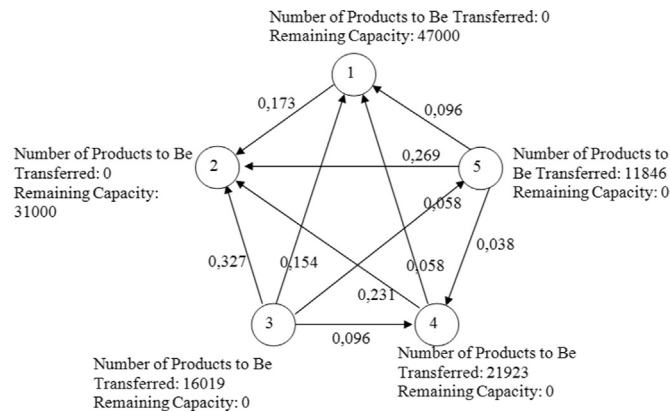 Number of Products to Be Transferred: 0
Remaining Capacity: 47000
1
0,173
0,096
Number of Products to Be
Transferred: 0
Remaining Capacity:
31000
2
0,269
5
Number of Products to
Be Transferred: 11846
Remaining Capacity: 0
0,058
0,038
0,327
0,154
0,058
0,231
3
0,096
4
Number of Products to Be
Transferred: 16019
Remaining Capacity: 0
Number of Products to Be
Transferred: 21923
Remaining Capacity: 0